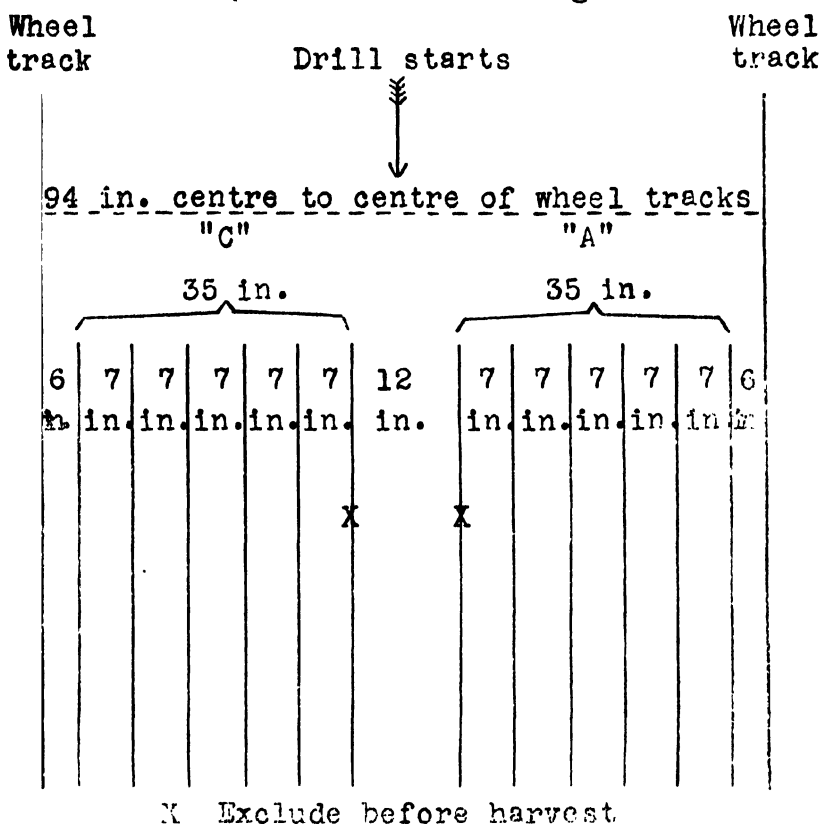 Wheel Wheel
track Drill starts track
94 in. centre to centre of wheel tracks
"C" "A"
35 in. 35 in.
6 7 7 7 7 7 12 7 7 7 7 7 6
in. in. in. in. in. in. in. in. in. in. in. in. in
X X
X Exclude before harvest